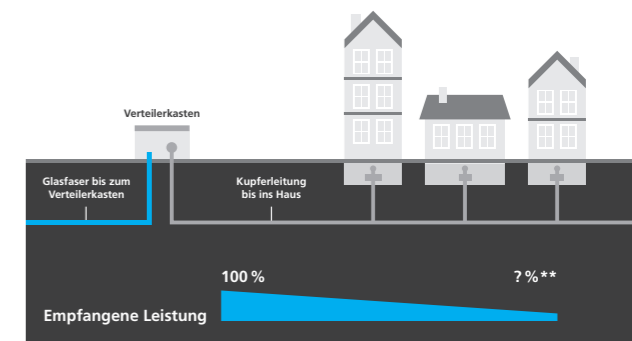 Verteilerkasten
Glasfaser bis zum
Verteilerkasten
Kupferleitung
bis ins Haus
100 %
? %**
Empfangene Leistung